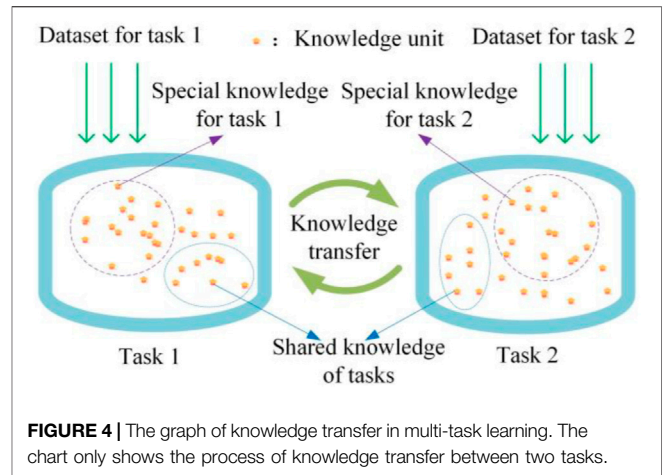 Dataset for task 1
: Knowledge unit
Dataset for task 2
Special knowledge
for task 1
Special knowledge
for task 2
Knowledge
transfer
Task 1
Shared knowledge
of tasks
Task 2
FIGURE 4 | The graph of knowledge transfer in multi-task learning. The
chart only shows the process of knowledge transfer between two tasks.